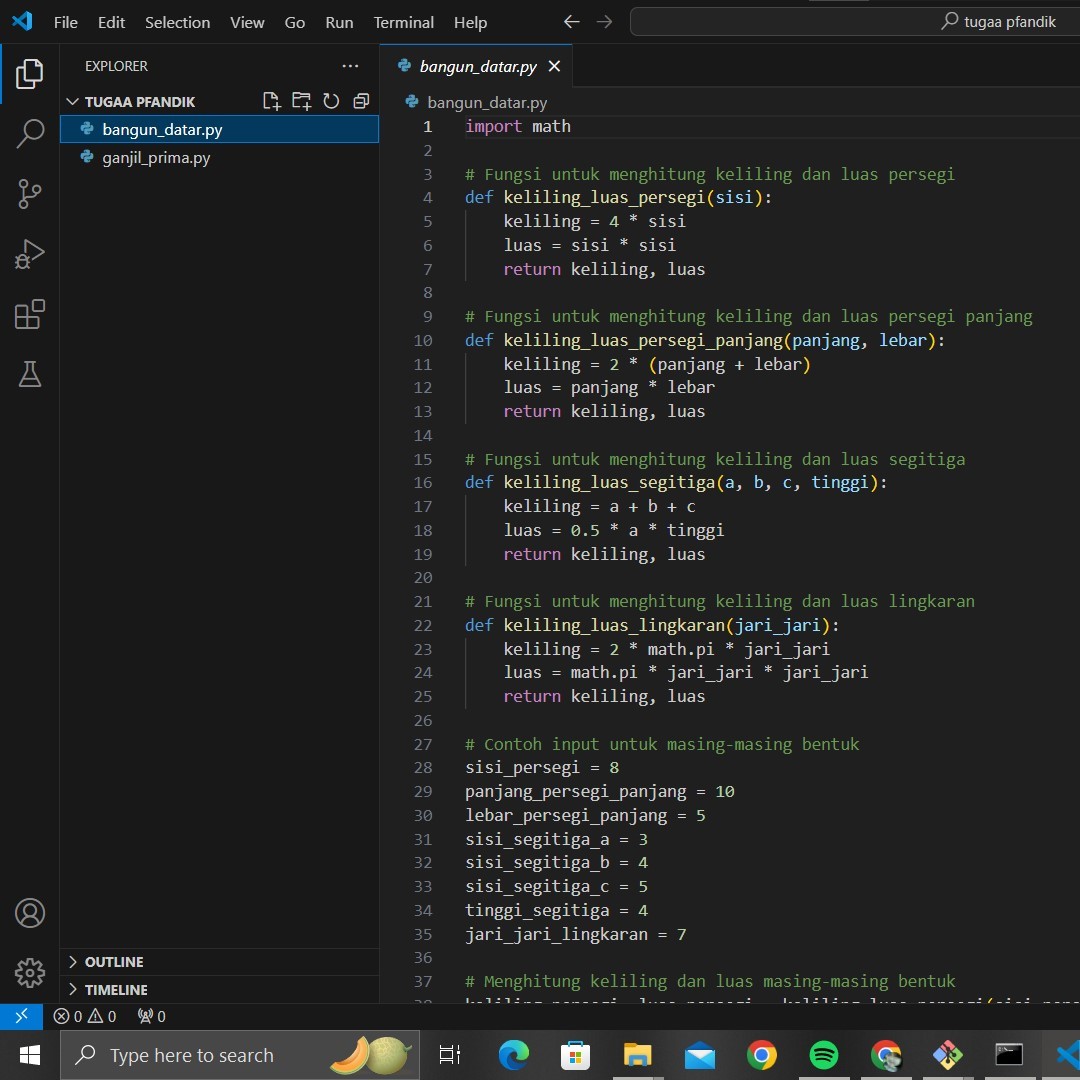 File Edit Selection View Go Run Terminal Help
tugaa pfandik
EXPLORER
TUGAA PFANDIK
bangun_datar.py
ganjil_prima.py
OUTLINE
TIMELINE
bangun_datar.py
bangun_datar.py
1 import math
2
3 # Fungsi untuk menghitung keliling dan luas persegi
4 def keliling_luas_persegi(sisi):
5     keliling = 4 * sisi
6     luas = sisi * sisi
7     return keliling, luas
8
9 # Fungsi untuk menghitung keliling dan luas persegi panjang
10 def keliling_luas_persegi_panjang(panjang, lebar):
11     keliling = 2 * (panjang + lebar)
12     luas = panjang * lebar
13     return keliling, luas
14
15 # Fungsi untuk menghitung keliling dan luas segitiga
16 def keliling_luas_segitiga(a, b, c, tinggi):
17     keliling = a + b + c
18     luas = 0.5 * a * tinggi
19     return keliling, luas
20
21 # Fungsi untuk menghitung keliling dan luas lingkaran
22 def keliling_luas_lingkaran(jari_jari):
23     keliling = 2 * math.pi * jari_jari
24     luas = math.pi * jari_jari * jari_jari
25     return keliling, luas
26
27 # Contoh input untuk masing-masing bentuk
28 sisi_persegi = 8
29 panjang_persegi_panjang = 10
30 lebar_persegi_panjang = 5
31 sisi_segitiga_a = 3
32 sisi_segitiga_b = 4
33 sisi_segitiga_c = 5
34 tinggi_segitiga = 4
35 jari_jari_lingkaran = 7
36
37 # Menghitung keliling dan luas masing-masing bentuk
0 0 0
Type here to search